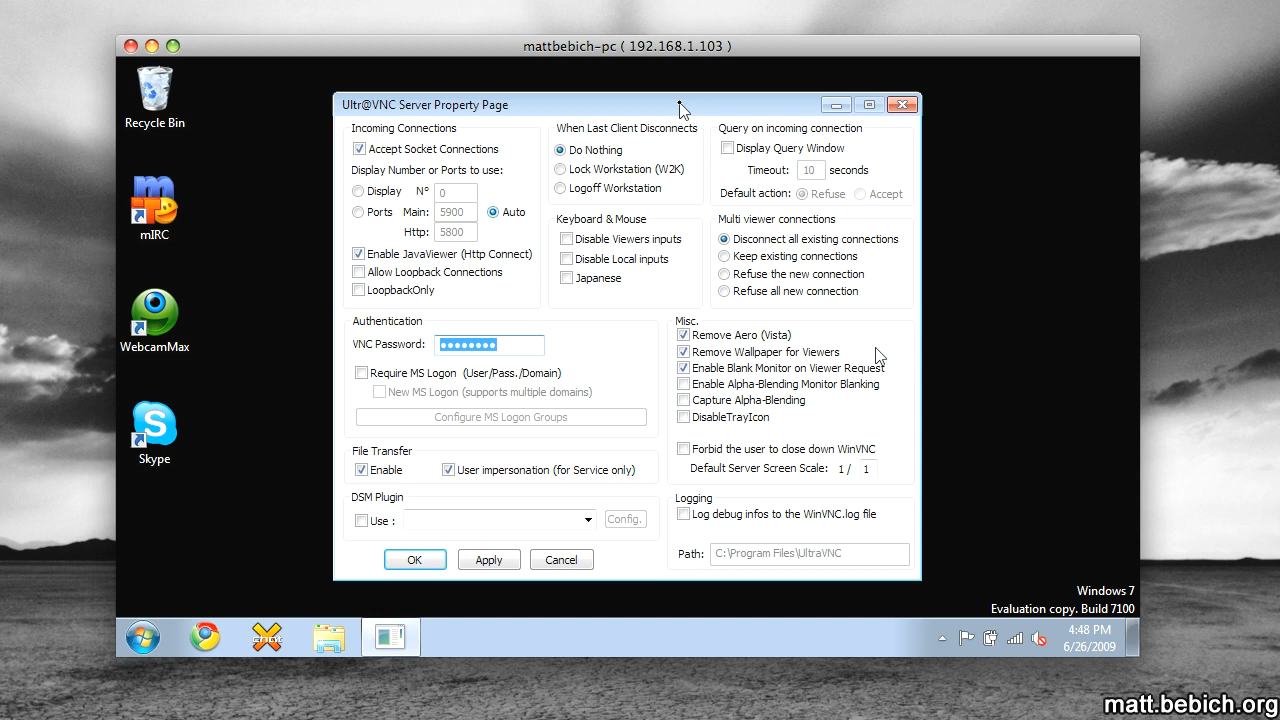 mattbebich-pc ( 192.168.1.103 )
Recycle Bin
mIRC
WebcamMax
Skype
Ultr@VNC Server Property Page
Incoming Connections
Accept Socket Connections
Display Number or Ports to use:
Display N° 0
Ports Main: 5900 Auto
Http: 5800
Enable JavaViewer (Http Connect)
Allow Loopback Connections
LoopbackOnly
When Last Client Disconnects
Do Nothing
Lock Workstation (W2K)
Logoff Workstation
Keyboard & Mouse
Disable Viewers inputs
Disable Local inputs
Japanese
Query on incoming connection
Display Query Window
Timeout: 10 seconds
Default action: Refuse Accept
Multi viewer connections
Disconnect all existing connections
Keep existing connections
Refuse the new connection
Refuse all new connection
Authentication
VNC Password: ●●●●●●●●
Require MS Logon (User/Pass./Domain)
New MS Logon (supports multiple domains)
Configure MS Logon Groups
File Transfer
Enable User impersonation (for Service only)
DSM Plugin
Use : Config.
Misc.
Remove Aero (Vista)
Remove Wallpaper for Viewers
Enable Blank Monitor on Viewer Request
Enable Alpha-Blending Monitor Blanking
Capture Alpha-Blending
DisableTrayIcon
Forbid the user to close down WinVNC
Default Server Screen Scale: 1 / 1
Logging
Log debug infos to the WinVNC.log file
Path: C:\Program Files\UltraVNC
OK Apply Cancel
Windows 7
Evaluation copy. Build 7100
4:48 PM
6/26/2009
matt.bebich.org